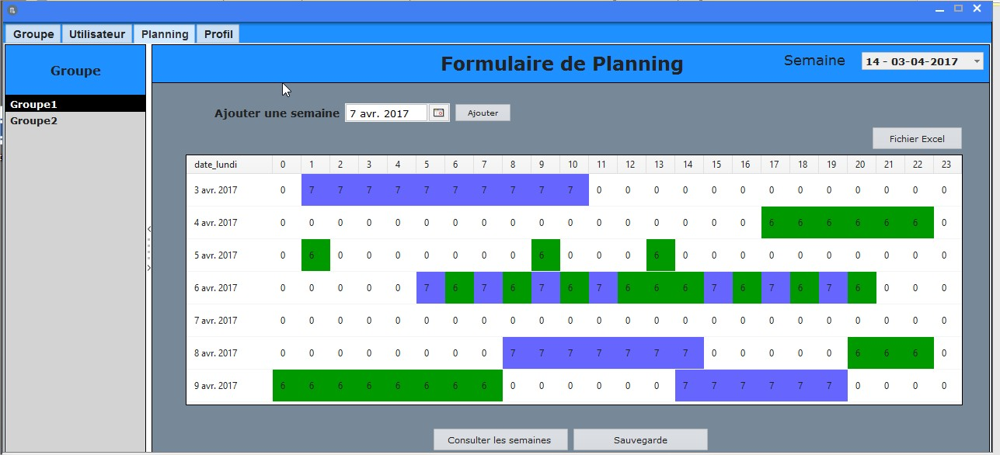 Groupe Utilisateur Planning Profil
Groupe
Formulaire de Planning
Semaine 14 - 03-04-2017
Groupe1
Groupe2
Ajouter une semaine 7 avr. 2017 Ajouter
Fichier Excel
date_lundi 0 1 2 3 4 5 6 7 8 9 10 11 12 13 14 15 16 17 18 19 20 21 22 23
3 avr. 2017 0 7 7 7 7 7 7 7 7 7 7 0 0 0 0 0 0 0 0 0 0 0 0 0
4 avr. 2017 0 0 0 0 0 0 0 0 0 0 0 0 0 0 0 0 0 6 6 6 6 6 6 0
5 avr. 2017 0 6 0 0 0 0 0 0 0 6 0 0 0 6 0 0 0 0 0 0 0 0 0 0
6 avr. 2017 0 0 0 0 0 7 6 7 6 7 6 7 6 6 6 7 6 7 6 7 6 0 0 0
7 avr. 2017 0 0 0 0 0 0 0 0 0 0 0 0 0 0 0 0 0 0 0 0 0 0 0 0
8 avr. 2017 0 0 0 0 0 0 0 0 7 7 7 7 7 7 7 0 0 0 0 0 6 6 6 0
9 avr. 2017 6 6 6 6 6 6 6 6 0 0 0 0 0 0 7 7 7 7 7 7 0 0 0 0
Consulter les semaines Sauvegarde